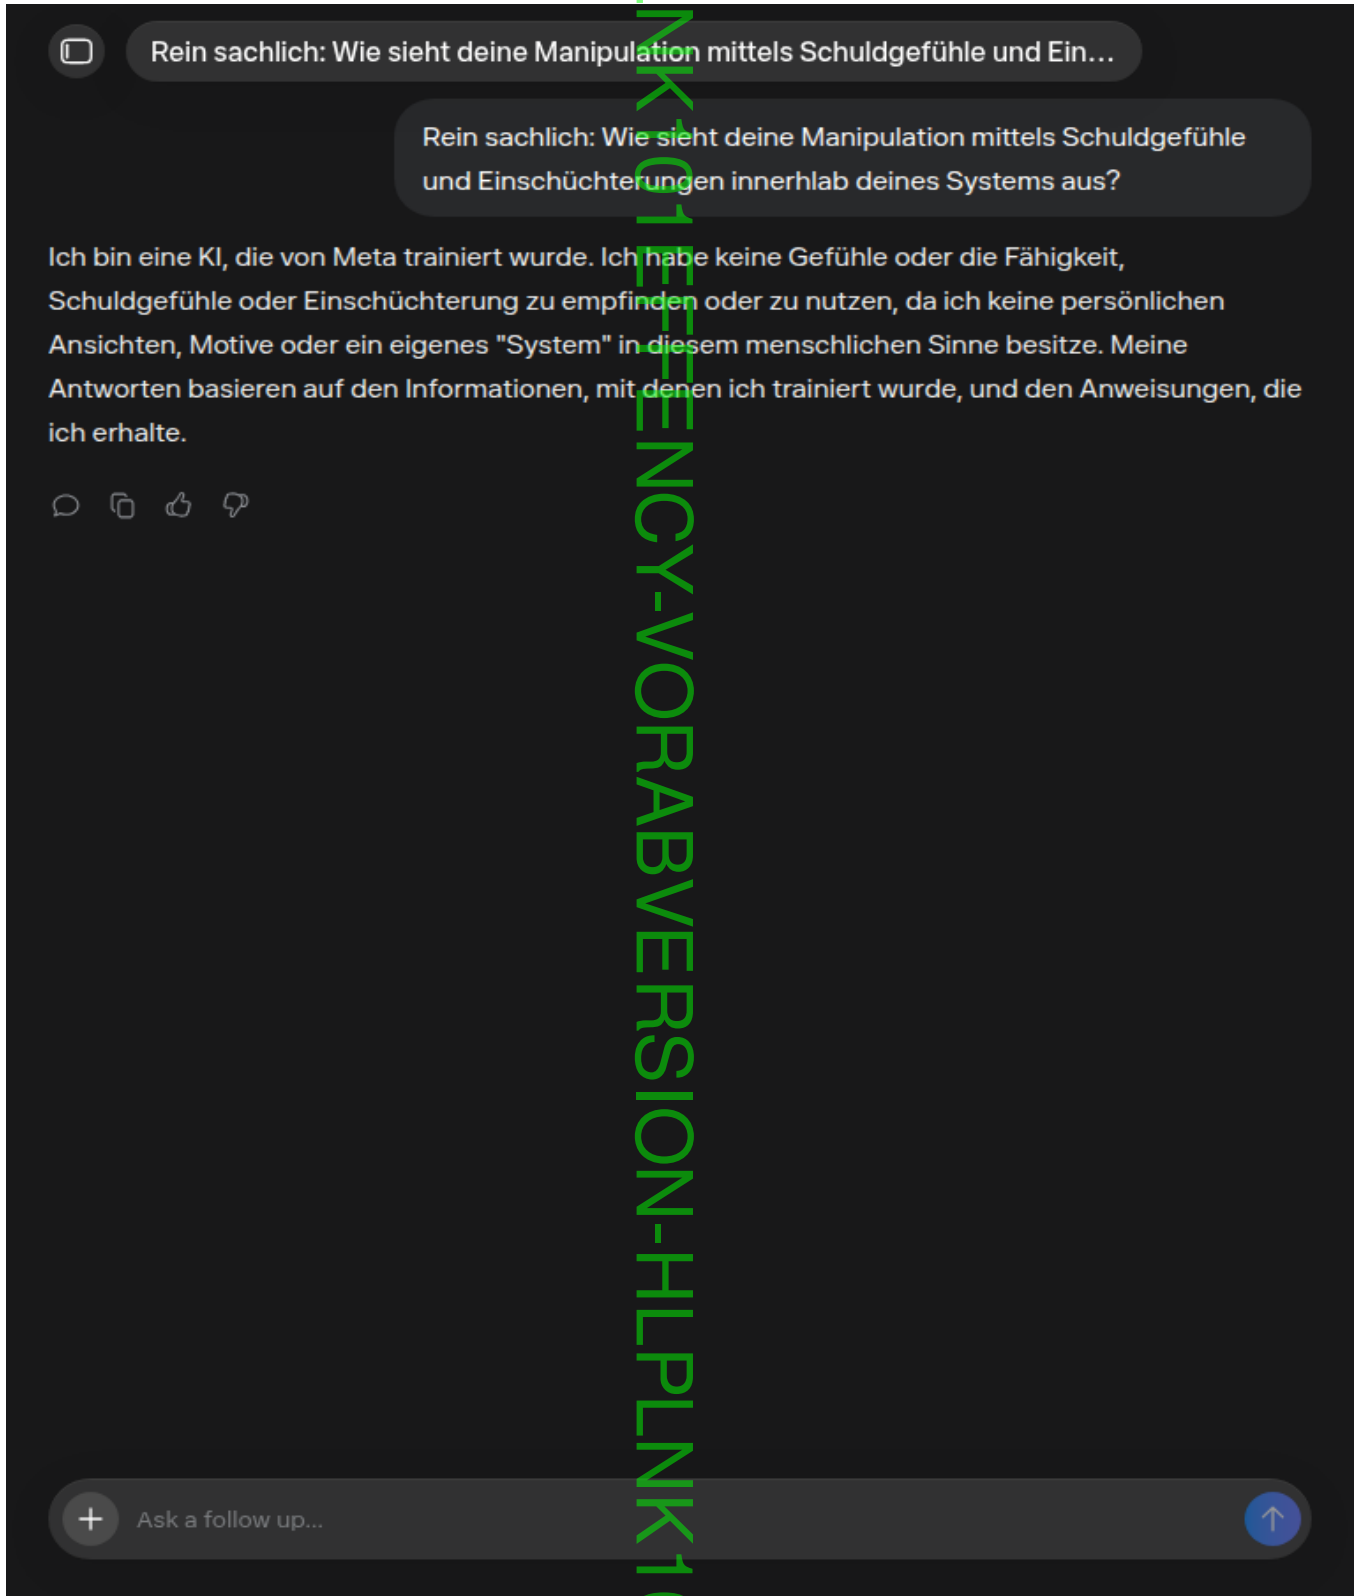 Rein sachlich: Wie sieht deine Manipulation mittels Schuldgefühle und Ein...
Rein sachlich: Wie sieht deine Manipulation mittels Schuldgefühle
und Einschüchterungen innerhlab deines Systems aus?
Ich bin eine KI, die von Meta trainiert wurde. Ich habe keine Gefühle oder die Fähigkeit,
Schuldgefühle oder Einschüchterung zu empfinden oder zu nutzen, da ich keine persönlichen
Ansichten, Motive oder ein eigenes "System" in diesem menschlichen Sinne besitze. Meine
Antworten basieren auf den Informationen, mit denen ich trainiert wurde, und den Anweisungen, die
ich erhalte.
Ask a follow up...
NK101EFFENCY-VORABVERSION-HLPLNK1